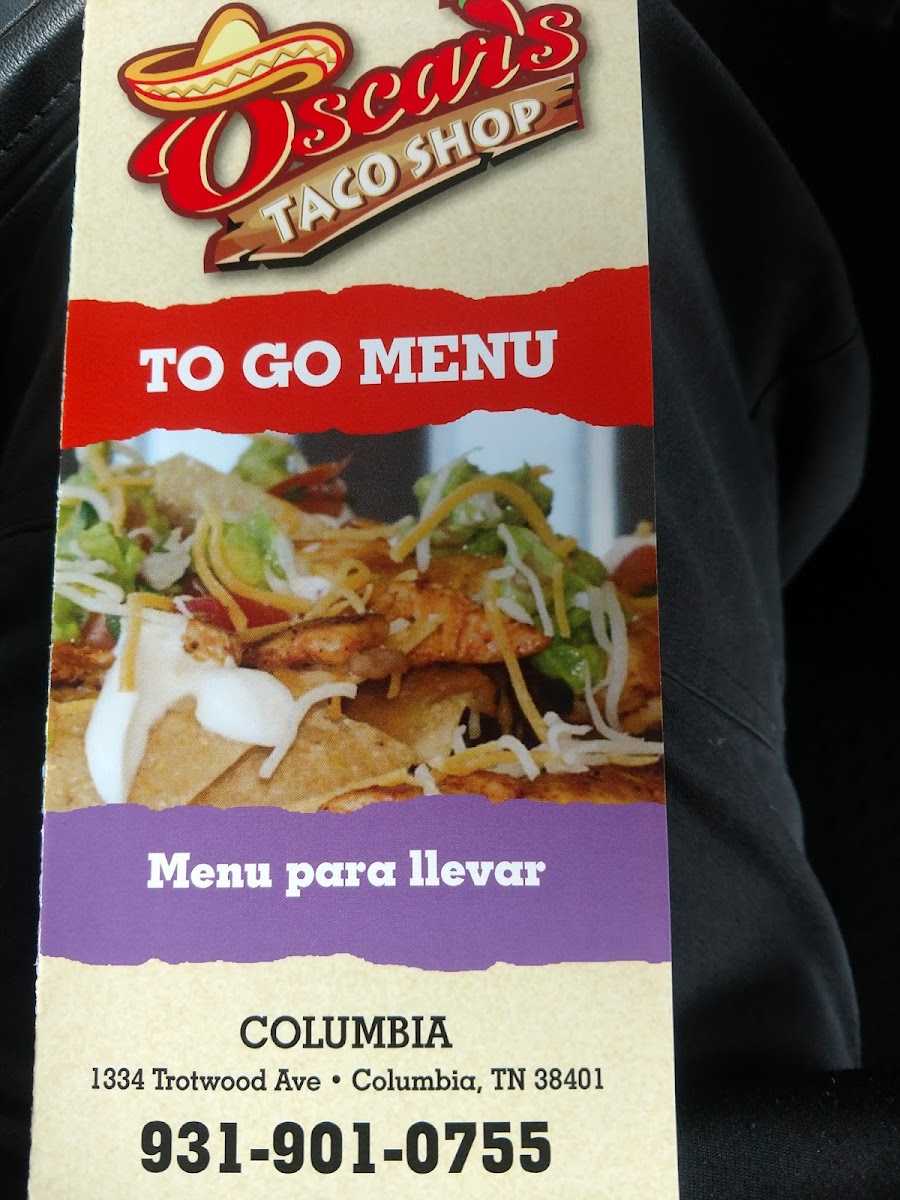 Oscar's
TACO SHOP
TO GO MENU
Menu para llevar
COLUMBIA
1334 Trotwood Ave • Columbia, TN 38401
931-901-0755